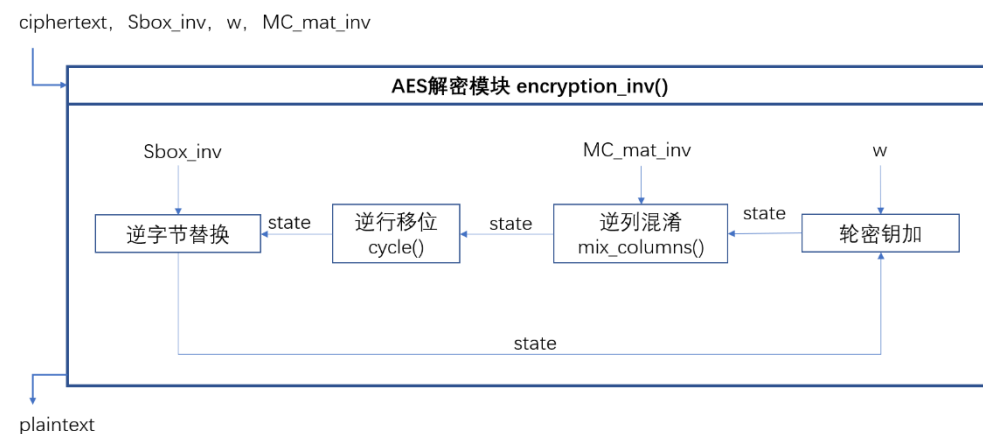 ciphertext, Sbox_inv, w, MC_mat_inv
AES解密模块 encryption_inv()
Sbox_inv
MC_mat_inv
w
逆字节替换
state
逆行移位
cycle()
state
逆列混淆
mix_columns()
state
轮密钥加
state
plaintext